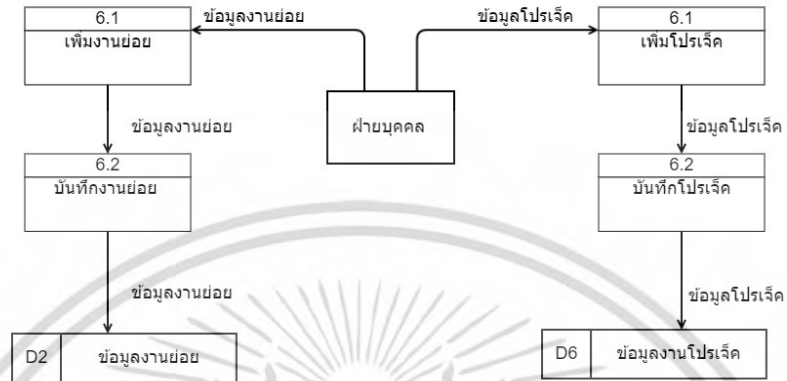 6.1
เพิ่มงานย่อย
ข้อมูลงานย่อย
ข้อมูลโปรเจ็ค
6.1
เพิ่มโปรเจ็ค
ฝ่ายบุคคล
ข้อมูลงานย่อย
ข้อมูลโปรเจ็ค
6.2
บันทึกงานย่อย
6.2
บันทึกโปรเจ็ค
ข้อมูลงานย่อย
ข้อมูลโปรเจ็ค
D2 ข้อมูลงานย่อย
D6 ข้อมูลงานโปรเจ็ค